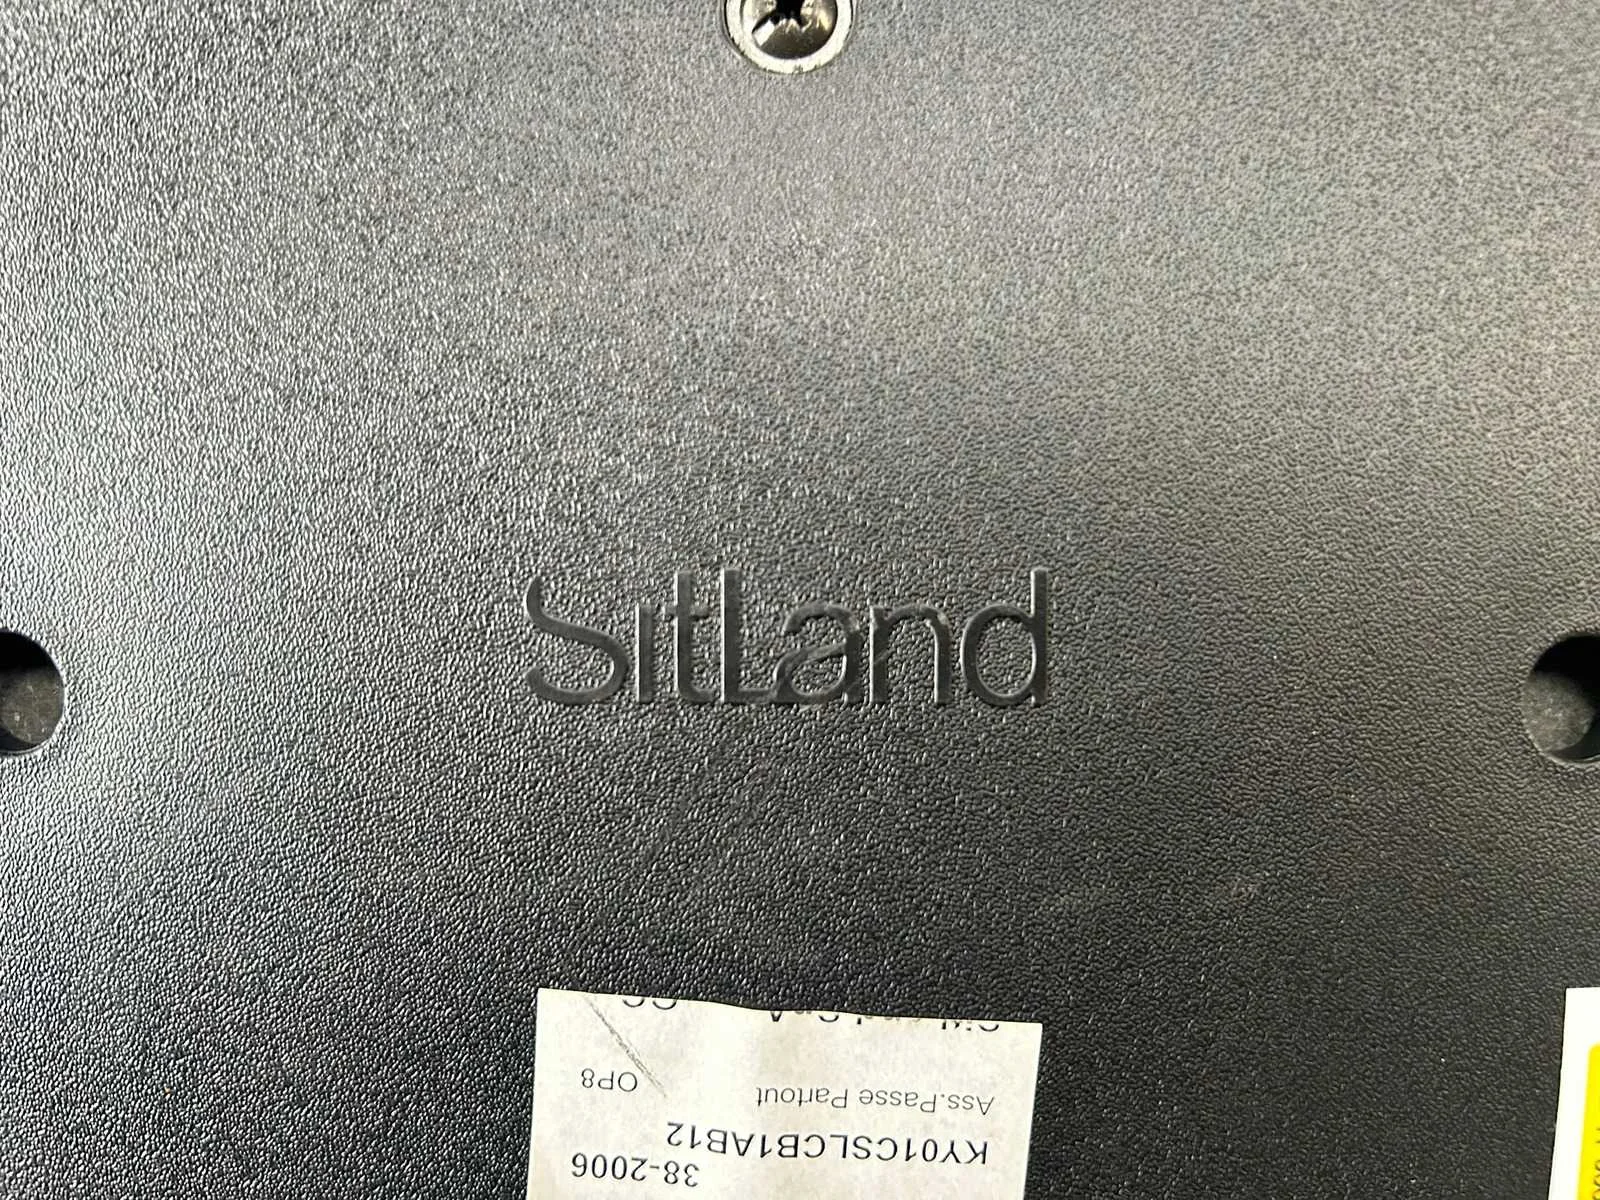 SitLand
38-2006
KY01CSLCB1AB12
Ass.Passe Partout OP8